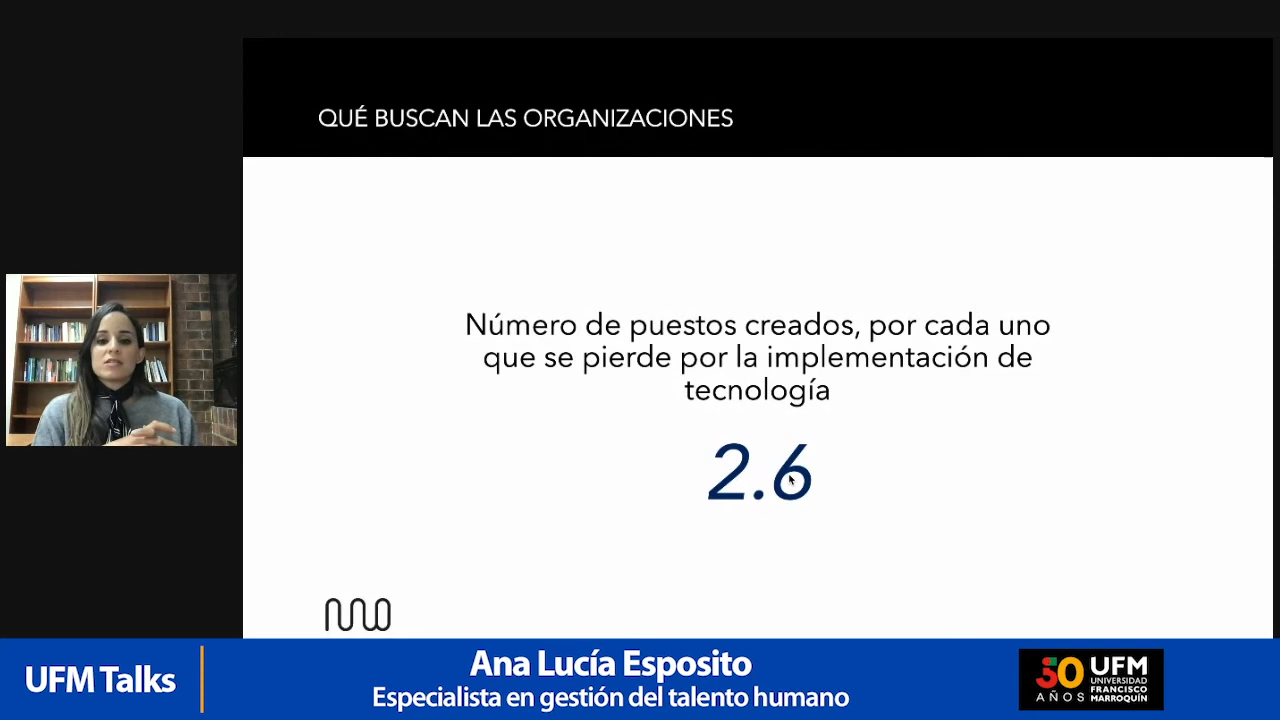 QUÉ BUSCAN LAS ORGANIZACIONES
Número de puestos creados, por cada uno
que se pierde por la implementación de
tecnología
2.6
UFM Talks
Ana Lucía Esposito
Especialista en gestión del talento humano
50
AÑOS
UFM
UNIVERSIDAD
FRANCISCO
MARROQUÍN